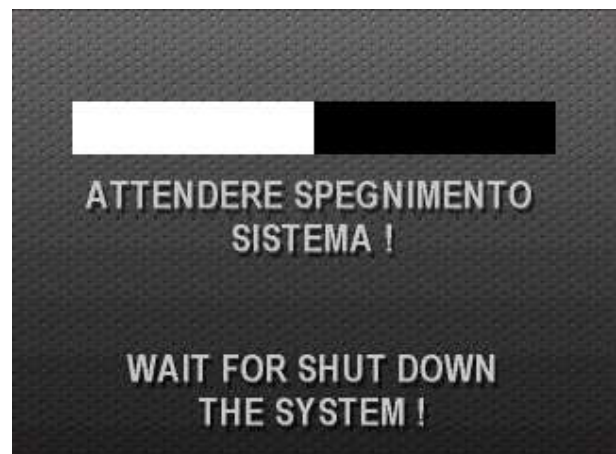 ATTENDERE SPEGNIMENTO
SISTEMA !
WAIT FOR SHUT DOWN
THE SYSTEM !